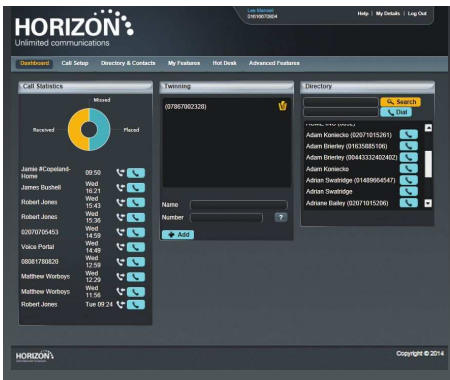 HORIZON
Unlimited communications
Lee Mansell
01616670804
Help | My Details | Log Out
Dashboard Call Setup Directory & Contacts My Features Hot Desk Advanced Features
Call Statistics
Missed
Received
Placed
Jamie #Copeland-Home 09:50
James Bushell Wed 16:21
Robert Jones Wed 15:43
Robert Jones Wed 15:36
02070705453 Wed 14:59
Voice Portal Wed 14:49
08081780820 Wed 12:59
Matthew Worboys Wed 12:29
Matthew Worboys Wed 11:56
Robert Jones Tue 09:24
Twinning
(07867002328)
Name
Number
?
Add
Directory
Search
Dial
Adam Koniecko (02071015261)
Adam Brierley (01635885106)
Adam Brierley (00443332402402)
Adam Koniecko
Adrian Swatridge (01489664547)
Adrian Swatridge
Adriane Bailey (02071015206)
HORIZON
Copyright © 2014